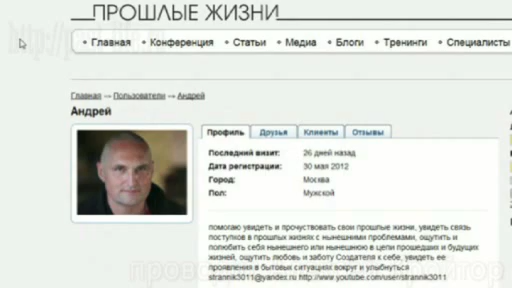 ПРОШЛЫЕ ЖИЗНИ
Главная • Конференция • Статьи • Медиа • Блоги • Тренинги • Специалисты
Главная → Пользователи → Андрей
Андрей
Профиль Друзья Клиенты Отзывы
Последний визит: 26 дней назад
Дата регистрации: 30 мая 2012
Город: Москва
Пол: Мужской
помогаю увидеть и прочувствовать свои прошлые жизни, увидеть связь
поступков в прошлых жизнях с нынешними проблемами, ощутить и
полюбить себя нынешнего или нынешнюю в цепи прошедших и будущих
жизней, ощутить любовь и заботу Создателя к себе, увидеть ее
проявления в бытовых ситуациях вокруг и улыбнуться
strannik3011@yandex.ru http://www.youtube.com/user/strannik3011